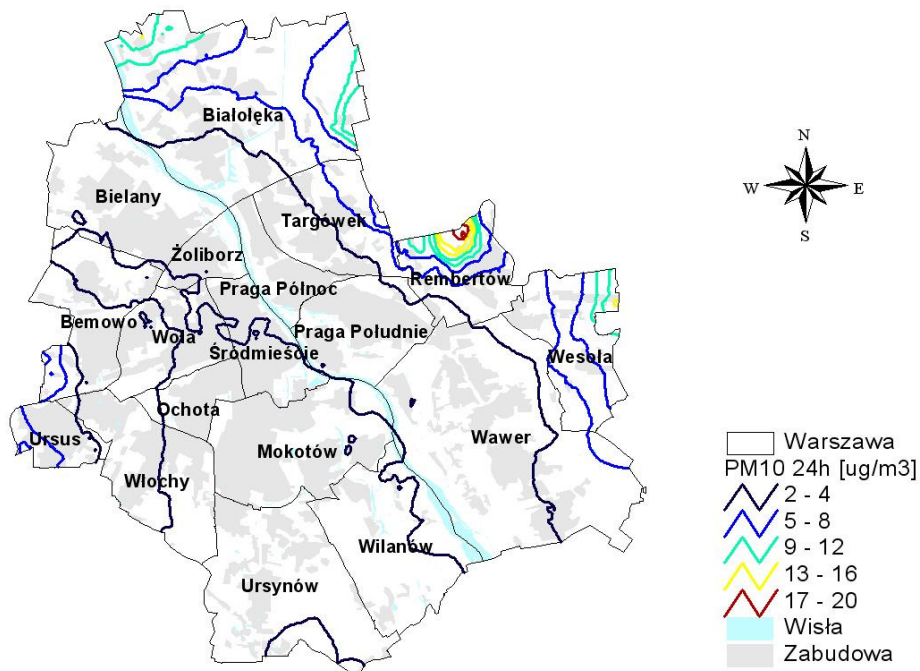 Białołęka
Bielany
Targówek
Żoliborz
Rembertów
Praga Północ
Bemowo
Wola
Praga Południe
Śródmieście
Wesoła
Ochota
Ursus
Mokotów
Wawer
Włochy
Wilanów
Ursynów
N
W E
S
Warszawa
PM10 24h [ug/m3]
2 - 4
5 - 8
9 - 12
13 - 16
17 - 20
Wisła
Zabudowa